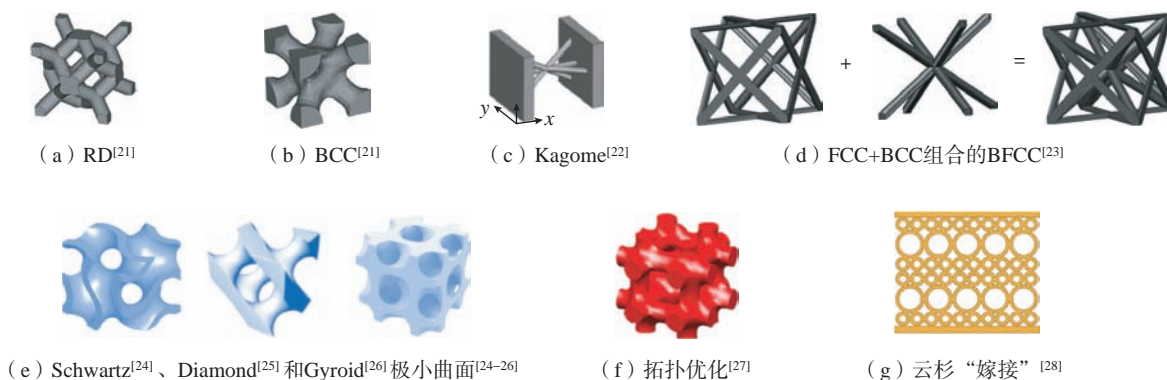 y
x
+
=
（a）RD[21]
（b）BCC[21]
（c）Kagome[22]
（d）FCC+BCC组合的BFCC[23]
（e）Schwartz[24]、Diamond[25]和Gyroid[26]极小曲面[24–26]
（f）拓扑优化[27]
（g）云杉“嫁接”[28]